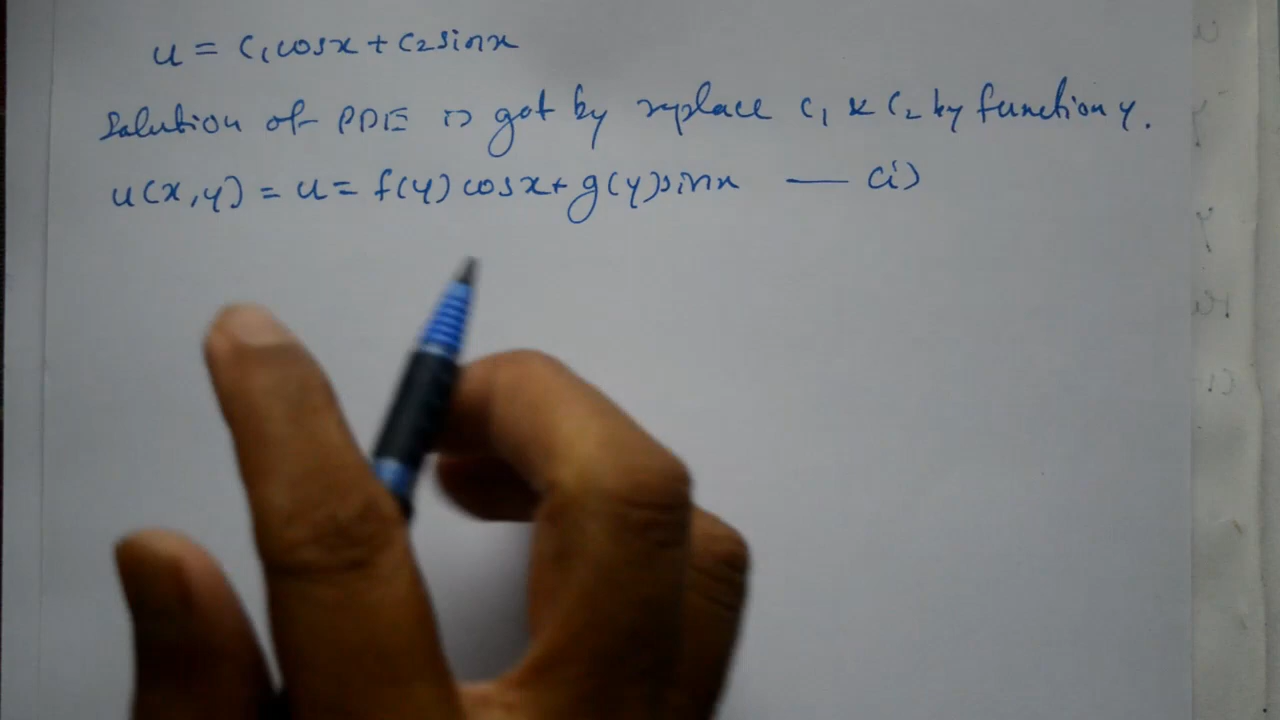 u = C₁cosx + C₂sinx
Solution of PDE is got by replace C₁ & C₂ by function y.
u(x,y) = u = f(y) cosx + g(y) sinx — (i)